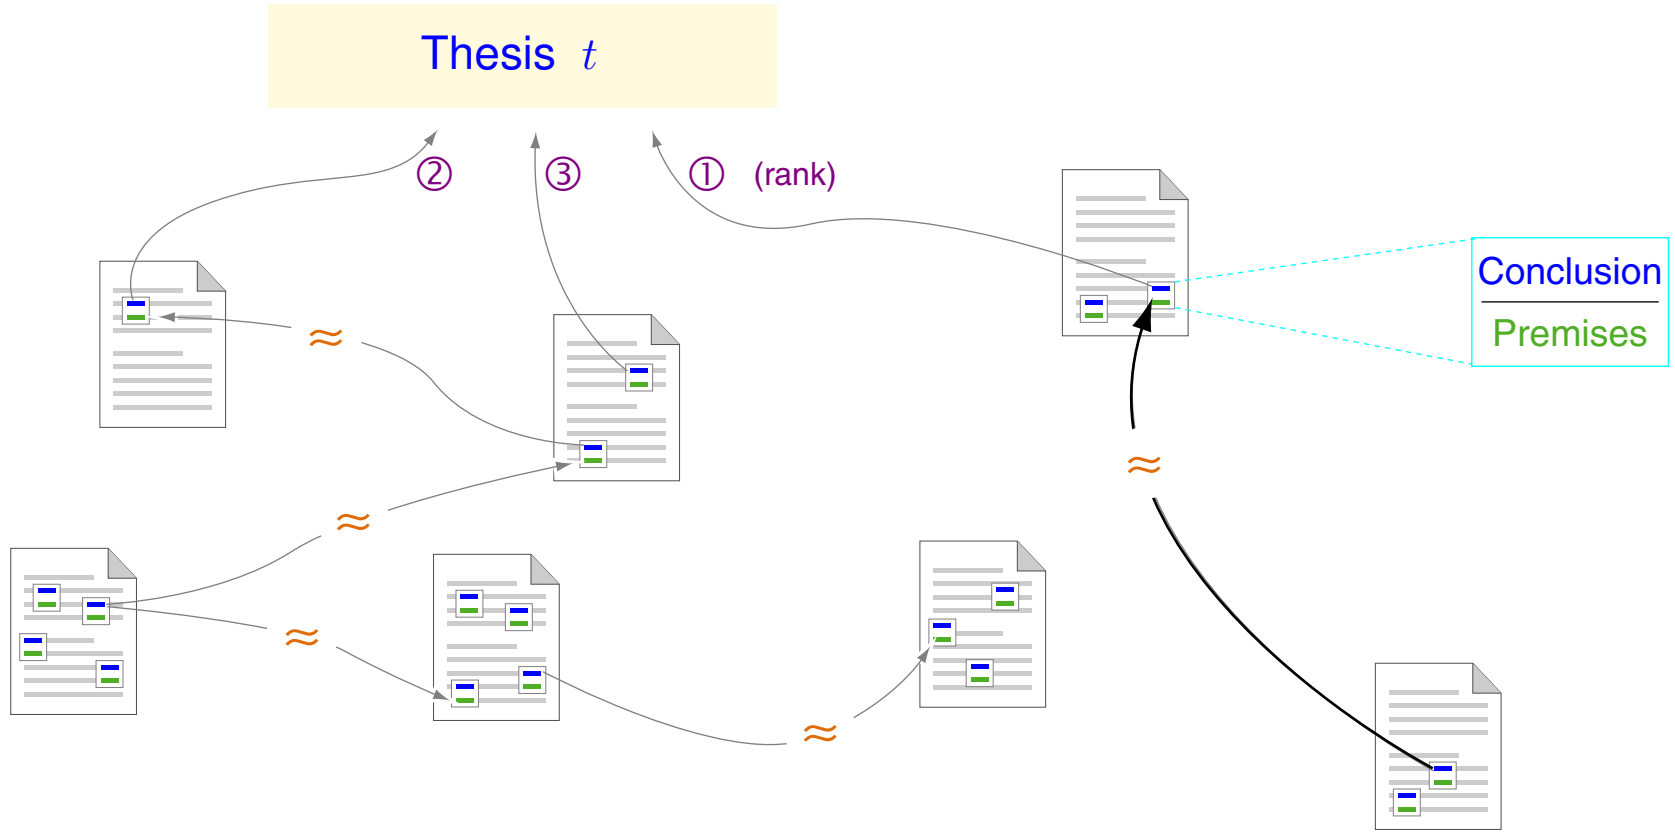 Thesis t
② ③ ① (rank)
Conclusion
Premises
≈
≈
≈
≈
≈
≈